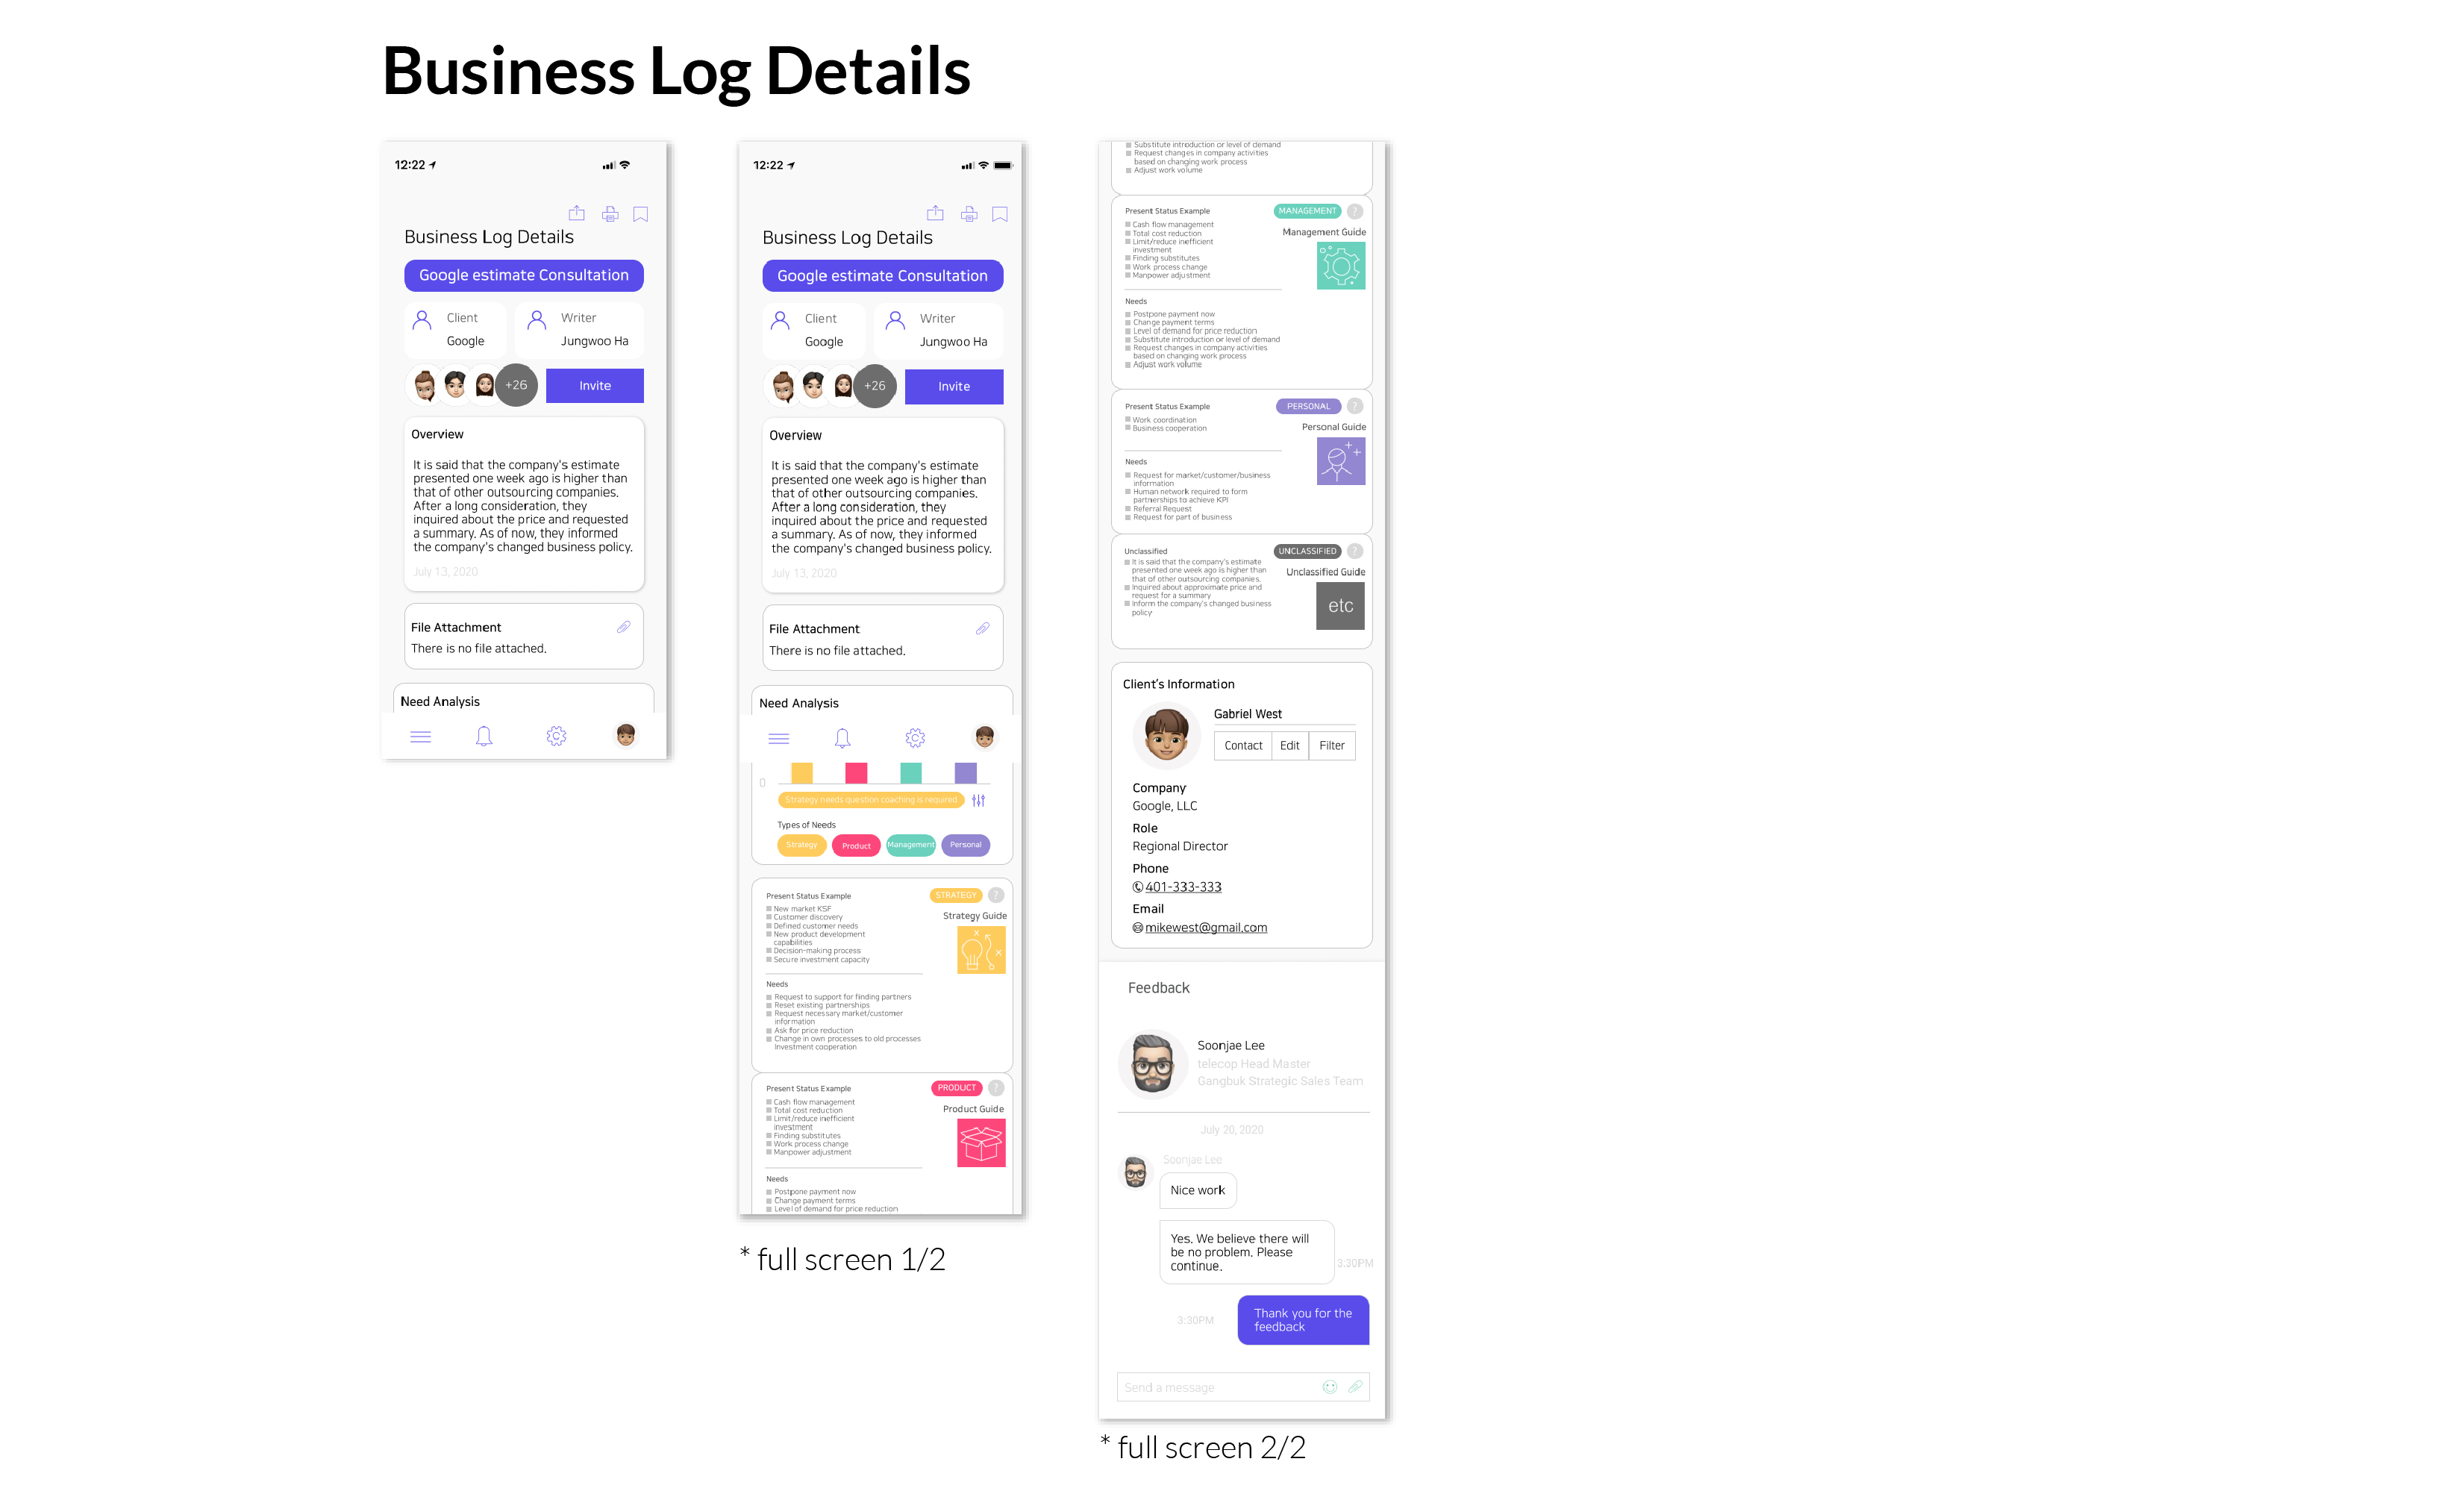 Business Log Details
12:22
Business Log Details
Google estimate Consultation
Client
Google
Writer
Jungwoo Ha
+26
Invite
Overview
It is said that the company's estimate
presented one week ago is higher than
that of other outsourcing companies.
After a long consideration, they
inquired about the price and requested
a summary. As of now, they informed
the company's changed business policy.
July 13, 2020
File Attachment
There is no file attached.
Need Analysis
12:22
Business Log Details
Google estimate Consultation
Client
Google
Writer
Jungwoo Ha
+26
Invite
Overview
It is said that the company's estimate
presented one week ago is higher than
that of other outsourcing companies.
After a long consideration, they
inquired about the price and requested
a summary. As of now, they informed
the company's changed business policy.
July 13, 2020
File Attachment
There is no file attached.
Need Analysis
0
Strategy needs question coaching is required
Types of Needs
Strategy
Product
Management
Personal
Present Status Example
STRATEGY
?
Strategy Guide
New market KSF
Customer discovery
Defined customer needs
New product development
capabilities
Decision-making process
Secure investment capacity
Needs
Request to support for finding partners
Reset existing partnerships
Request necessary market/customer
information
Ask for price reduction
Change in own processes to old processes
Investment cooperation
Present Status Example
PRODUCT
?
Product Guide
Cash flow management
Total cost reduction
Limit/reduce inefficient
investment
Finding substitutes
Work process change
Manpower adjustment
Needs
Postpone payment now
Change payment terms
Level of demand for price reduction
* full screen 1/2
Substitute introduction or level of demand
Request changes in company activities
based on changing work process
Adjust work volume
Present Status Example
MANAGEMENT
?
Management Guide
Cash flow management
Total cost reduction
Limit/reduce inefficient
investment
Finding substitutes
Work process change
Manpower adjustment
Needs
Postpone payment now
Change payment terms
Level of demand for price reduction
Substitute introduction or level of demand
Request changes in company activities
based on changing work process
Adjust work volume
Present Status Example
PERSONAL
?
Personal Guide
Work coordination
Business cooperation
Needs
Request for market/customer/business
information
Human network required to form
partnerships to achieve KPI
Referral Request
Request for part of business
Unclassified
UNCLASSIFIED
?
Unclassified Guide
etc
It is said that the company's estimate
presented one week ago is higher than
that of other outsourcing companies.
Inquired about approximate price and
request for a summary
Inform the company's changed business
policy
Client's Information
Gabriel West
Contact
Edit
Filter
Company
Google, LLC
Role
Regional Director
Phone
401-333-333
Email
mikewest@gmail.com
Feedback
Soonjae Lee
telecop Head Master
Gangbuk Strategic Sales Team
July 20, 2020
Soonjae Lee
Nice work
Yes. We believe there will
be no problem. Please
continue.
3:30PM
Thank you for the
feedback
3:30PM
Send a message
* full screen 2/2